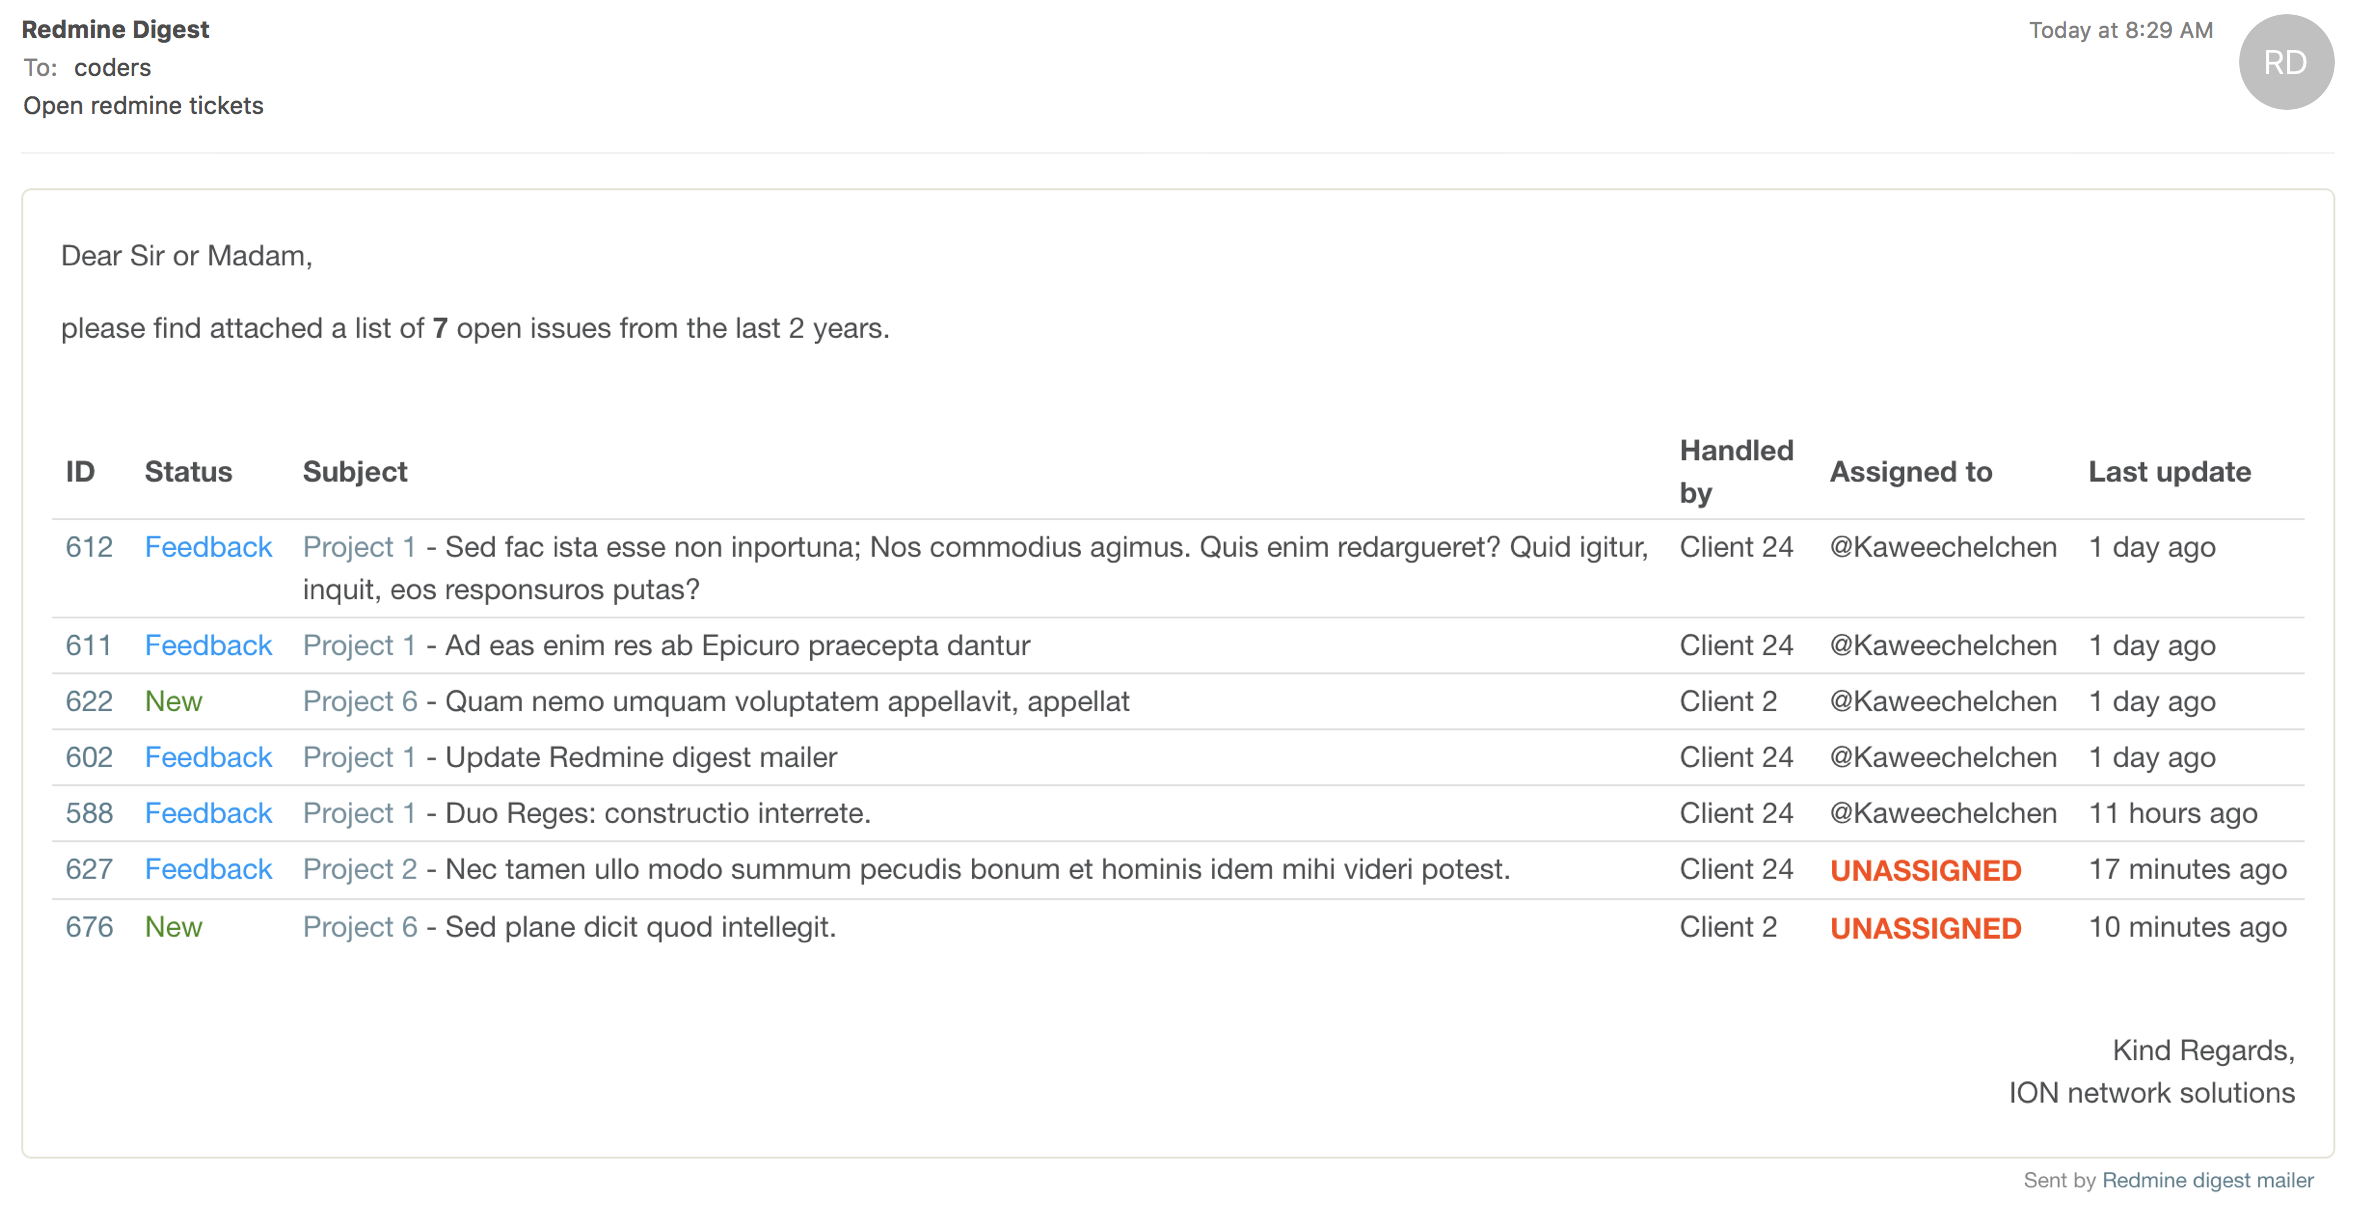 Redmine Digest
Today at 8:29 AM
RD
To: coders
Open redmine tickets
Dear Sir or Madam,
please find attached a list of 7 open issues from the last 2 years.
ID Status Subject Handled by Assigned to Last update
612 Feedback Project 1 - Sed fac ista esse non inportuna; Nos commodius agimus. Quis enim redargueret? Quid igitur, Client 24 @Kaweechelchen 1 day ago
inquit, eos responsuros putas?
611 Feedback Project 1 - Ad eas enim res ab Epicuro praecepta dantur Client 24 @Kaweechelchen 1 day ago
622 New Project 6 - Quam nemo umquam voluptatem appellavit, appellat Client 2 @Kaweechelchen 1 day ago
602 Feedback Project 1 - Update Redmine digest mailer Client 24 @Kaweechelchen 1 day ago
588 Feedback Project 1 - Duo Reges: constructio interrete. Client 24 @Kaweechelchen 11 hours ago
627 Feedback Project 2 - Nec tamen ullo modo summum pecudis bonum et hominis idem mihi videri potest. Client 24 UNASSIGNED 17 minutes ago
676 New Project 6 - Sed plane dicit quod intellegit. Client 2 UNASSIGNED 10 minutes ago
Kind Regards,
ION network solutions
Sent by Redmine digest mailer